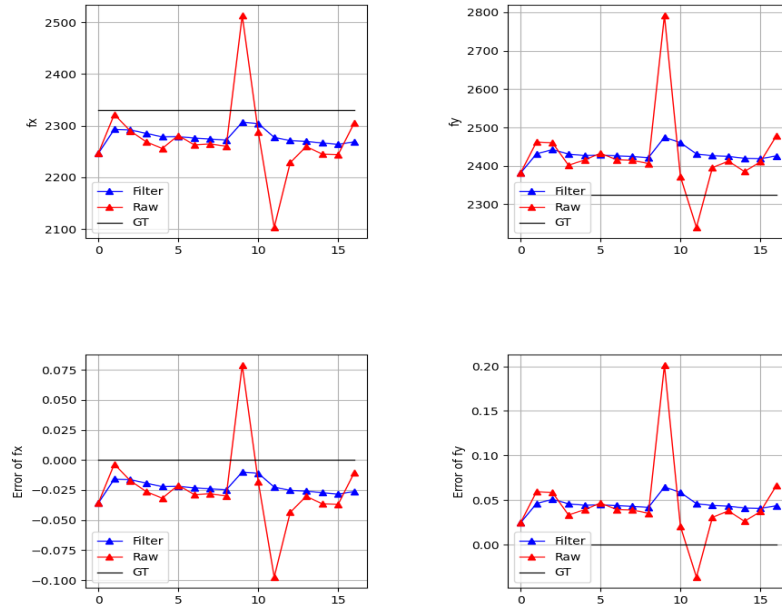 2500
2400
2300
2200
2100
fx
Filter
Raw
GT
0
5
10
15
2800
2700
2600
2500
2400
2300
fy
Filter
Raw
GT
0
5
10
15
0.075
0.050
0.025
0.000
−0.025
−0.050
−0.075
−0.100
Error of fx
Filter
Raw
GT
0
5
10
15
0.20
0.15
0.10
0.05
0.00
Error of fy
Filter
Raw
GT
0
5
10
15